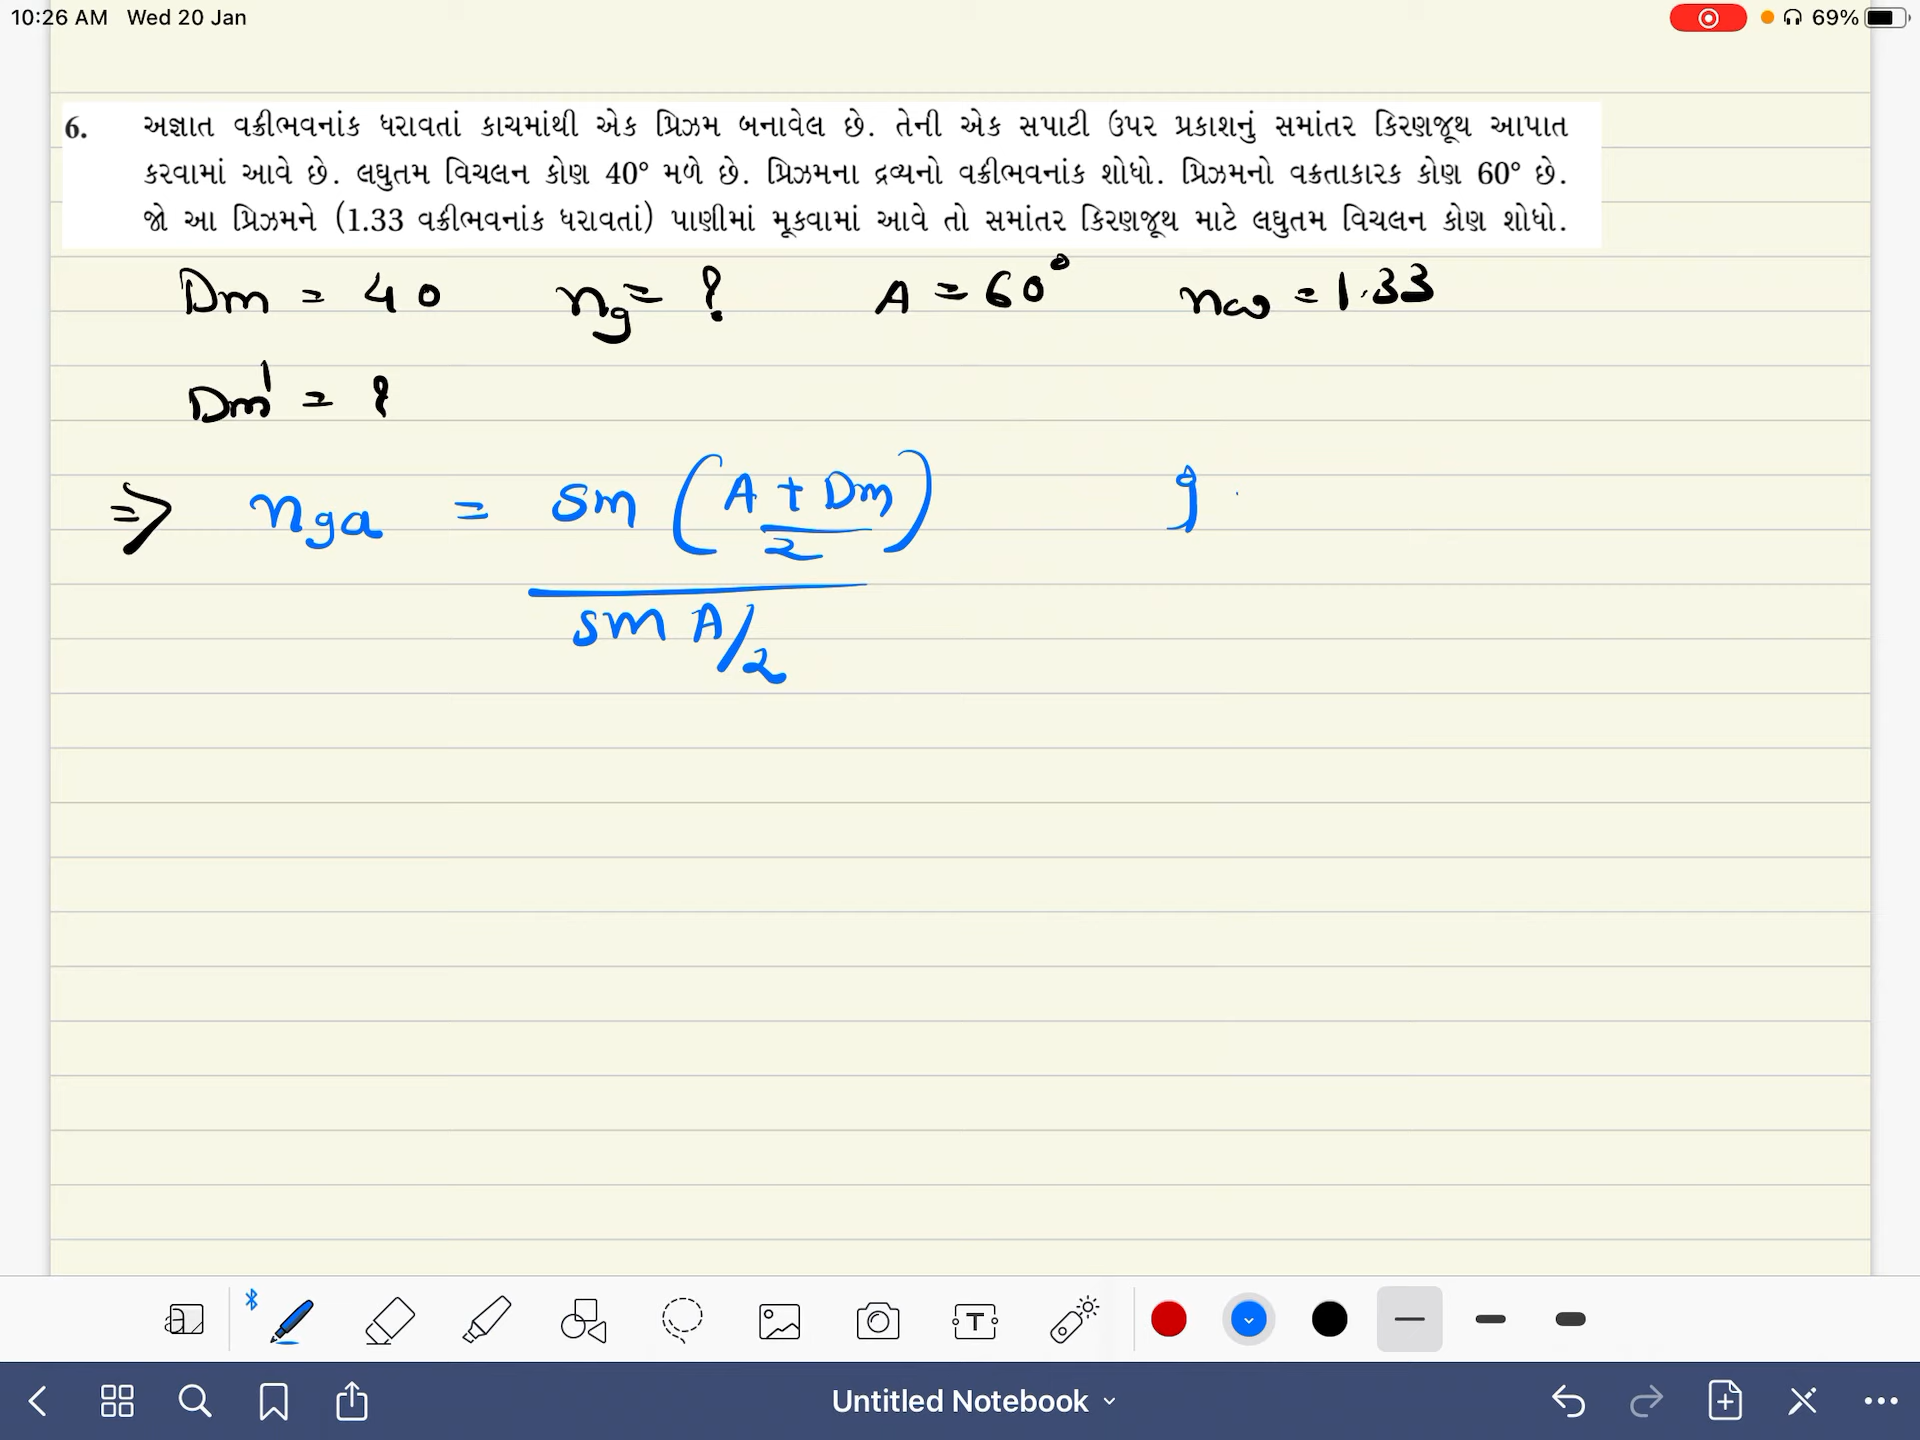 10:26 AM Wed 20 Jan 69%
6. અજ્ઞાત વક્રીભવનાંક ધરાવતાં કાચમાંથી એક પ્રિઝમ બનાવેલ છે. તેની એક સપાટી ઉપર પ્રકાશનું સમાંતર કિરણજૂથ આપાત
કરવામાં આવે છે. લઘુતમ વિચલન કોણ 40° મળે છે. પ્રિઝમના દ્રવ્યનો વક્રીભવનાંક શોધો. પ્રિઝમનો વક્રતાકારક કોણ 60° છે.
જો આ પ્રિઝમને (1.33 વક્રીભવનાંક ધરાવતાં) પાણીમાં મૂકવામાં આવે તો સમાંતર કિરણજૂથ માટે લઘુતમ વિચલન કોણ શોધો.
Dm = 40 ng = ? A = 60° nω = 1.33
Dm' = ?
⇒ nga = sin (A + Dm / 2) g
sin A/2
Untitled Notebook